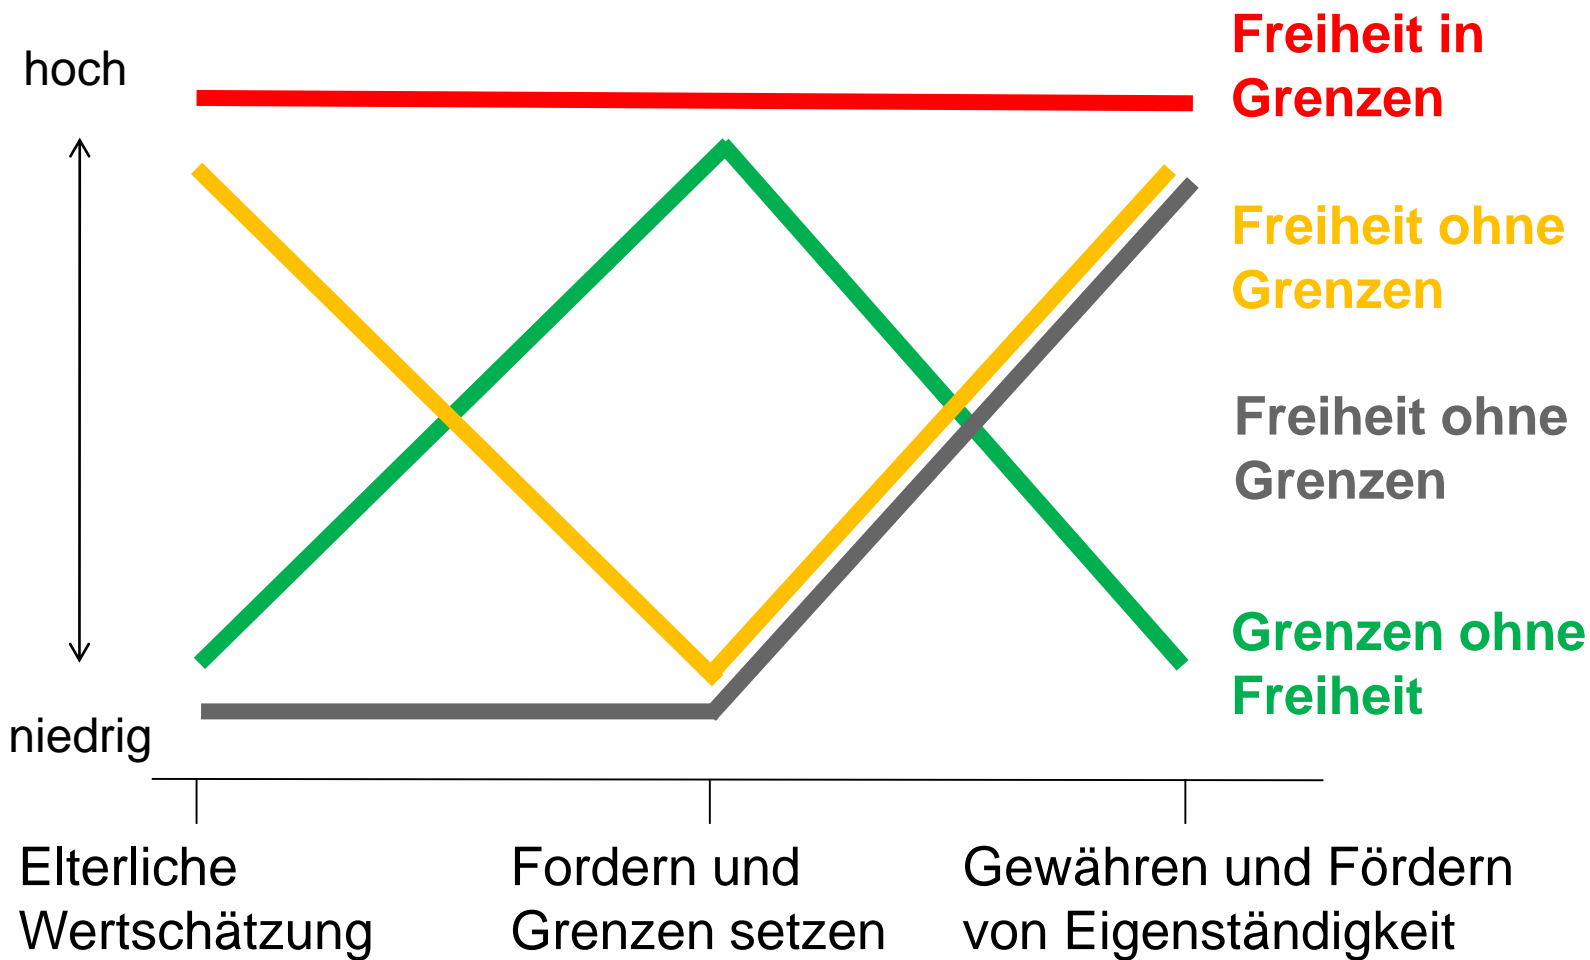 hoch
niedrig
Freiheit in
Grenzen
Freiheit ohne
Grenzen
Freiheit ohne
Grenzen
Grenzen ohne
Freiheit
Elterliche
Wertschätzung
Fordern und
Grenzen setzen
Gewähren und Fördern
von Eigenständigkeit